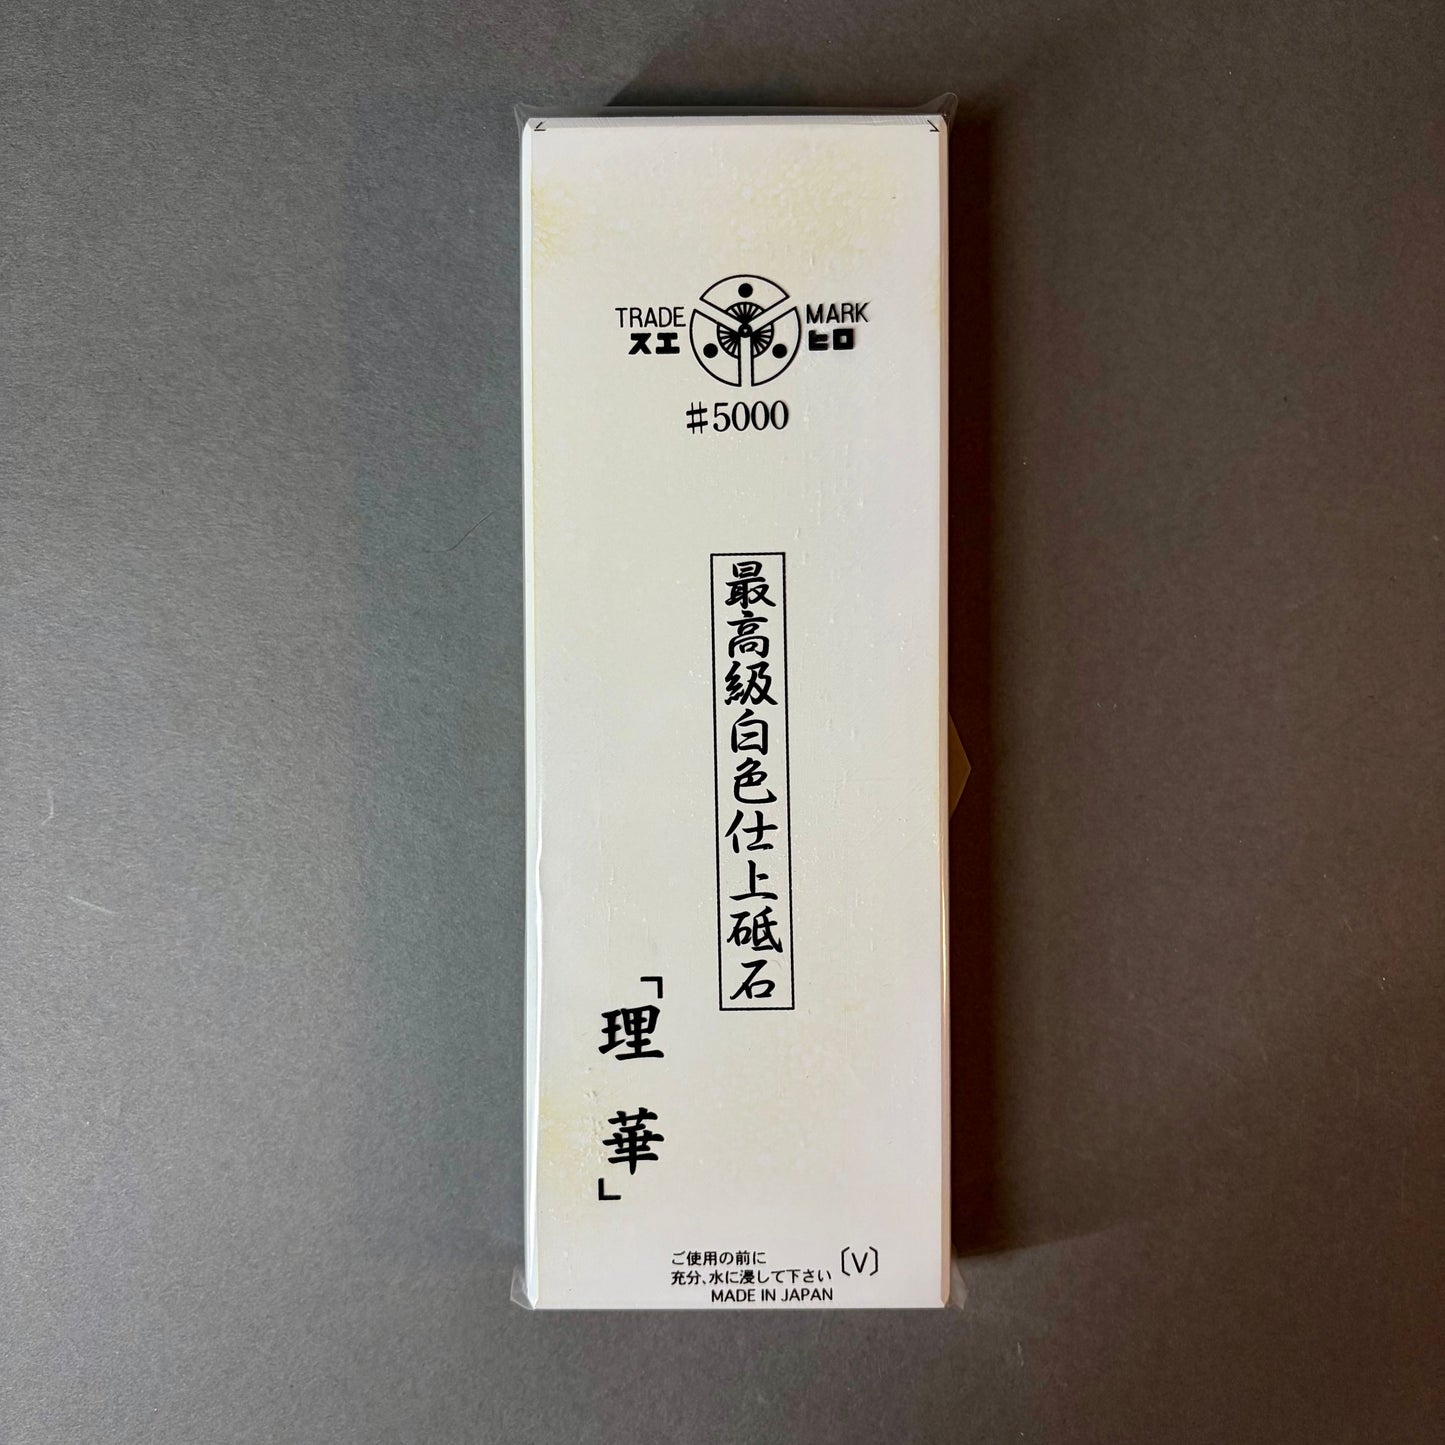 TRADE MARK
スエ ヒロ
#5000
最高級白色仕上砥石
「理華」
ご使用の前に
充分、水に浸して下さい
〔V〕
MADE IN JAPAN